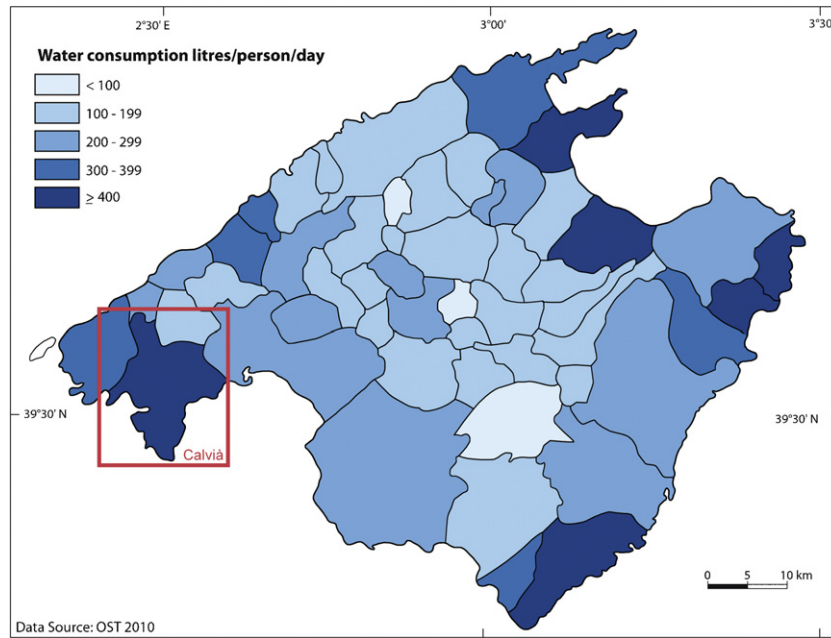 2°30' E
3°00'
3°30
Water consumption litres/person/day
< 100
100 - 199
200 - 299
300 - 399
≥ 400
39°30' N
39°30' N
Calvià
0 5 10 km
Data Source: OST 2010